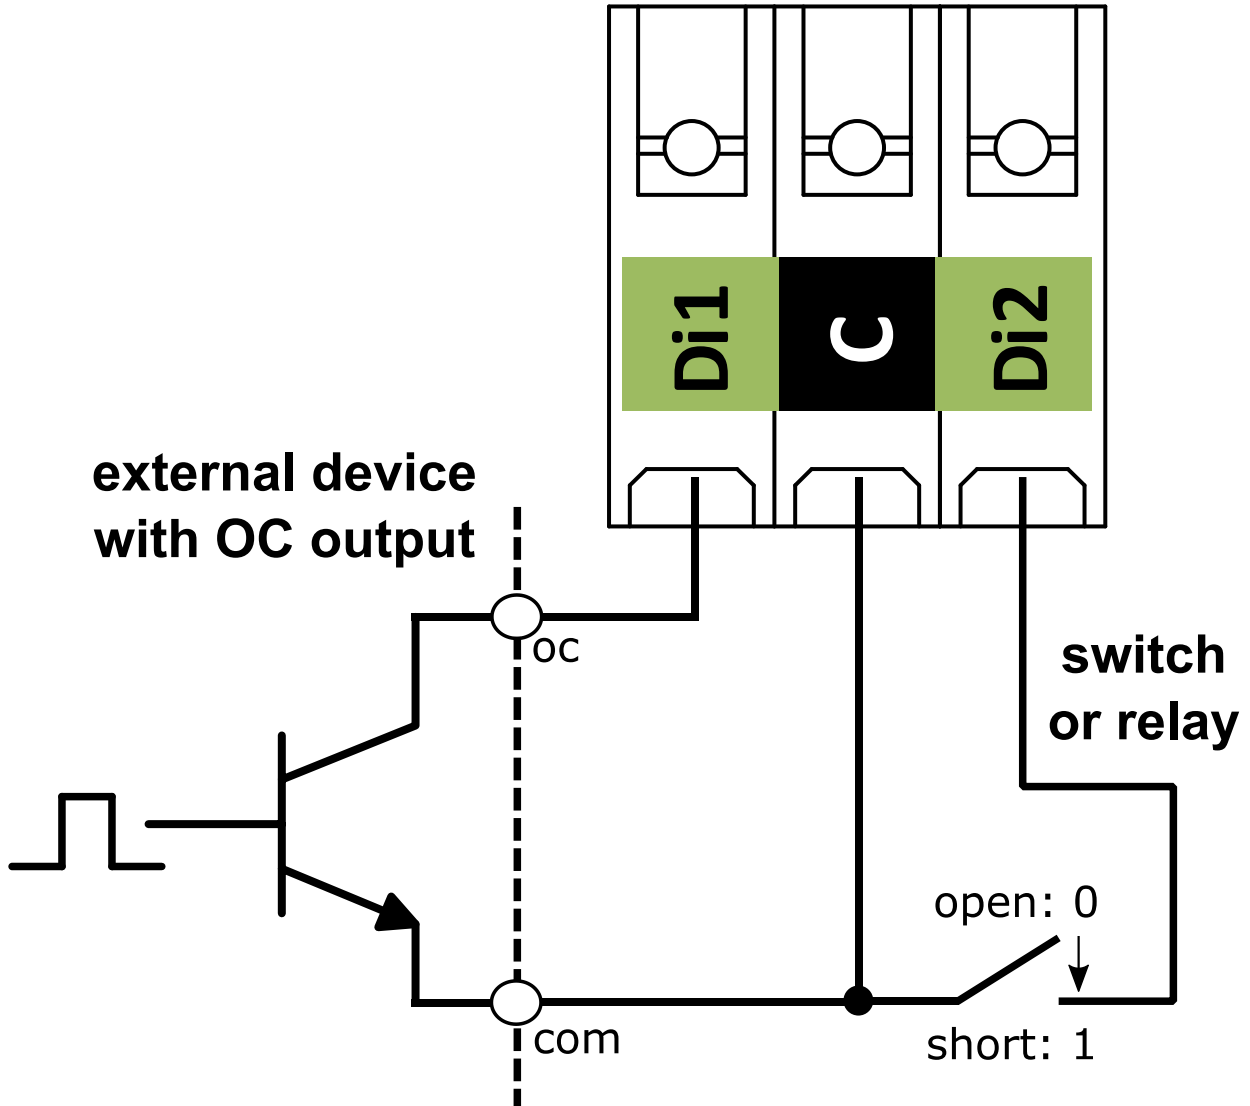 Di1
C
Di2
external device
with OC output
oc
switch
or relay
open: 0
com
short: 1